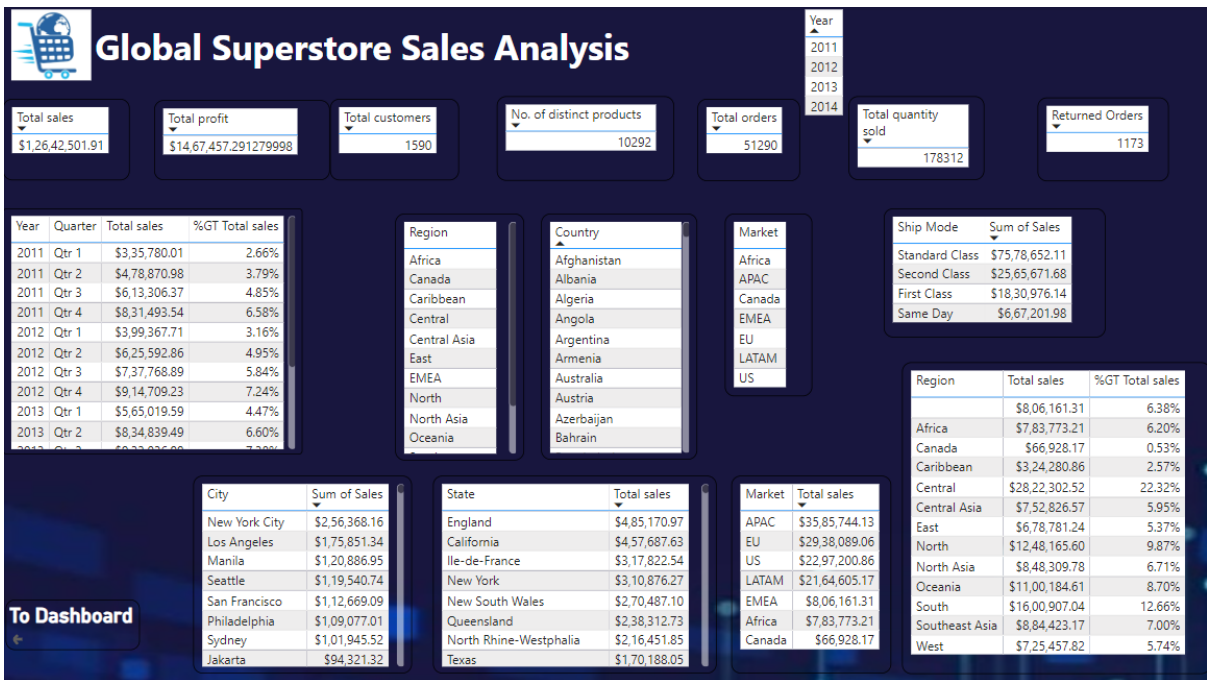 Global Superstore Sales Analysis
Year
2011
2012
2013
2014
Total sales
$1,26,42,501.91
Total profit
$14,67,457.291279998
Total customers
1590
No. of distinct products
10292
Total orders
51290
Total quantity
sold
178312
Returned Orders
1173
Year Quarter Total sales %GT Total sales
2011 Qtr 1 $3,35,780.01 2.66%
2011 Qtr 2 $4,78,870.98 3.79%
2011 Qtr 3 $6,13,306.37 4.85%
2011 Qtr 4 $8,31,493.54 6.58%
2012 Qtr 1 $3,99,367.71 3.16%
2012 Qtr 2 $6,25,592.86 4.95%
2012 Qtr 3 $7,37,768.89 5.84%
2012 Qtr 4 $9,14,709.23 7.24%
2013 Qtr 1 $5,65,019.59 4.47%
2013 Qtr 2 $8,34,839.49 6.60%
Region
Africa
Canada
Caribbean
Central
Central Asia
East
EMEA
North
North Asia
Oceania
Country
Afghanistan
Albania
Algeria
Angola
Argentina
Armenia
Australia
Austria
Azerbaijan
Bahrain
Market
Africa
APAC
Canada
EMEA
EU
LATAM
US
Ship Mode Sum of Sales
Standard Class $75,78,652.11
Second Class $25,65,671.68
First Class $18,30,976.14
Same Day $6,67,201.98
Region Total sales %GT Total sales
$8,06,161.31 6.38%
Africa $7,83,773.21 6.20%
Canada $66,928.17 0.53%
Caribbean $3,24,280.86 2.57%
Central $28,22,302.52 22.32%
Central Asia $7,52,826.57 5.95%
East $6,78,781.24 5.37%
North $12,48,165.60 9.87%
North Asia $8,48,309.78 6.71%
Oceania $11,00,184.61 8.70%
South $16,00,907.04 12.66%
Southeast Asia $8,84,423.17 7.00%
West $7,25,457.82 5.74%
City Sum of Sales
New York City $2,56,368.16
Los Angeles $1,75,851.34
Manila $1,20,886.95
Seattle $1,19,540.74
San Francisco $1,12,669.09
Philadelphia $1,09,077.01
Sydney $1,01,945.52
Jakarta $94,321.32
State Total sales
England $4,85,170.97
California $4,57,687.63
Ile-de-France $3,17,822.54
New York $3,10,876.27
New South Wales $2,70,487.10
Queensland $2,38,312.73
North Rhine-Westphalia $2,16,451.85
Texas $1,70,188.05
Market Total sales
APAC $35,85,744.13
EU $29,38,089.06
US $22,97,200.86
LATAM $21,64,605.17
EMEA $8,06,161.31
Africa $7,83,773.21
Canada $66,928.17
To Dashboard